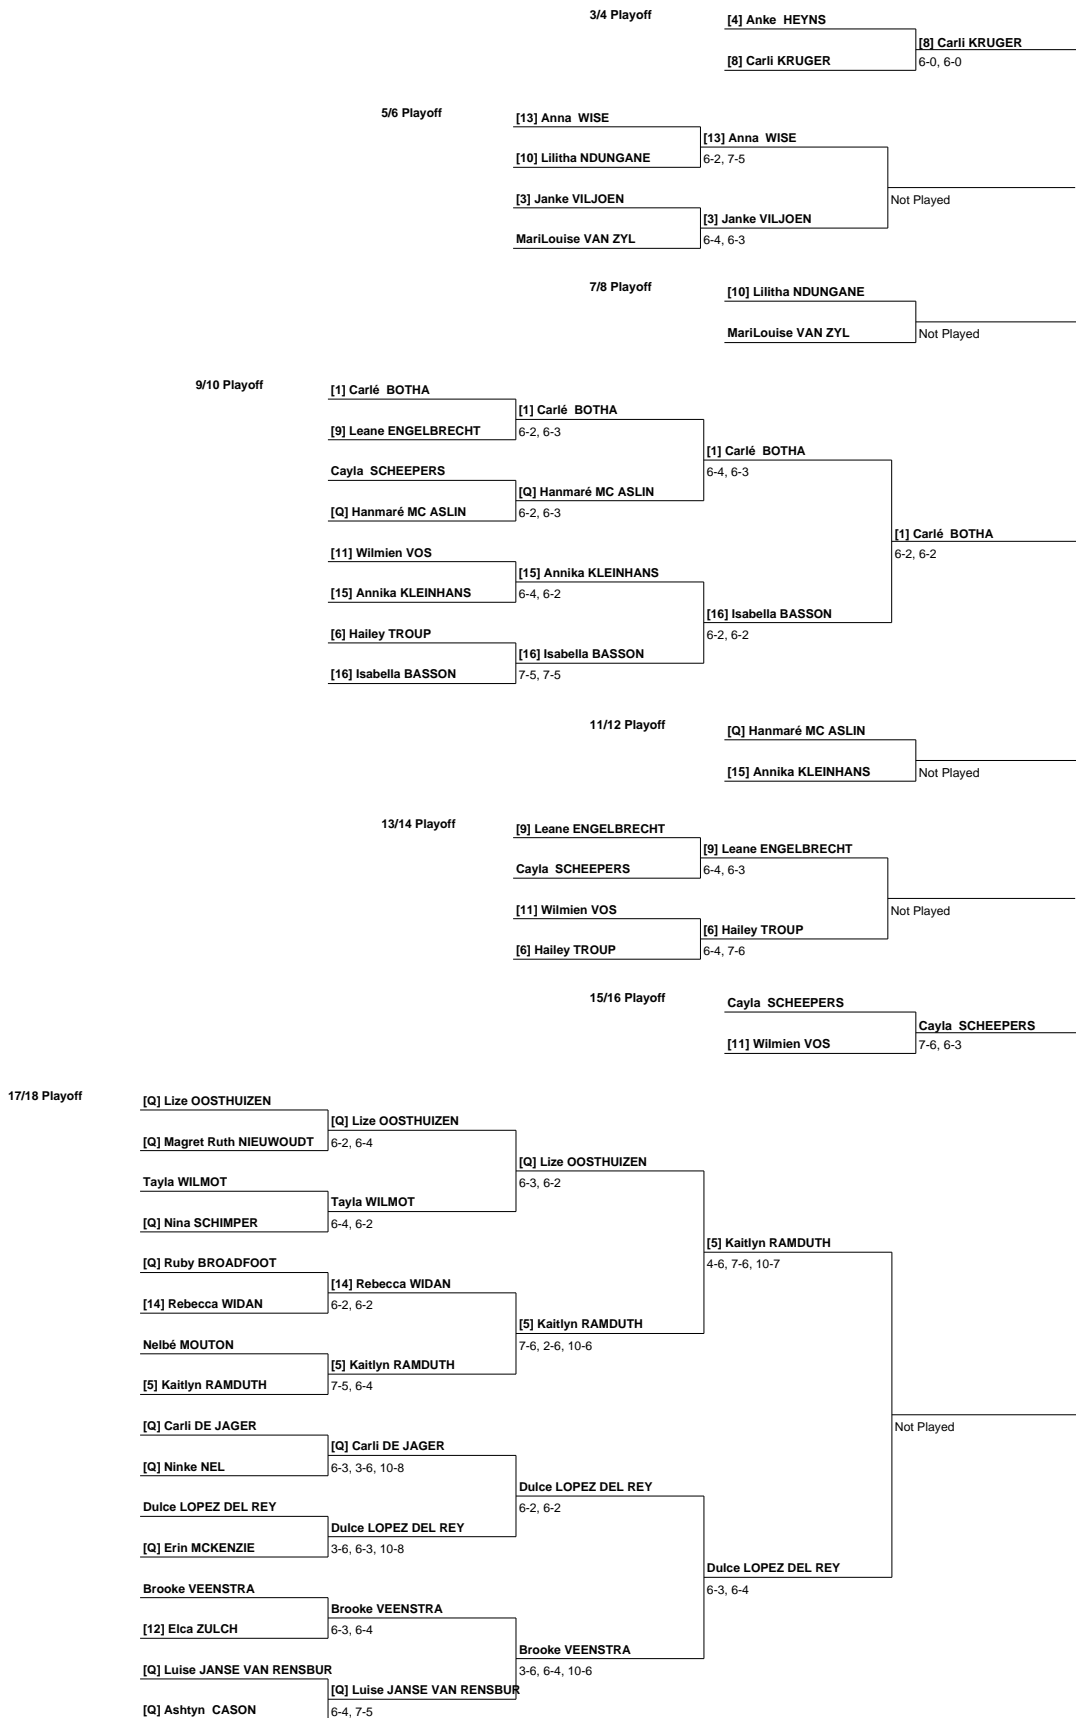 3/4 Playoff
[4] Anke HEYNS
[8] Carli KRUGER
[8] Carli KRUGER
6-0, 6-0
5/6 Playoff
[13] Anna WISE
[13] Anna WISE
[10] Lilitha NDUNGANE
6-2, 7-5
Not Played
[3] Janke VILJOEN
[3] Janke VILJOEN
MariLouise VAN ZYL
6-4, 6-3
7/8 Playoff
[10] Lilitha NDUNGANE
MariLouise VAN ZYL
Not Played
9/10 Playoff
[1] Carlé BOTHA
[1] Carlé BOTHA
[9] Leane ENGELBRECHT
6-2, 6-3
[1] Carlé BOTHA
6-4, 6-3
Cayla SCHEEPERS
[Q] Hanmaré MC ASLIN
[Q] Hanmaré MC ASLIN
6-2, 6-3
[1] Carlé BOTHA
6-2, 6-2
[11] Wilmien VOS
[15] Annika KLEINHANS
[15] Annika KLEINHANS
6-4, 6-2
[16] Isabella BASSON
6-2, 6-2
[6] Hailey TROUP
[16] Isabella BASSON
[16] Isabella BASSON
7-5, 7-5
11/12 Playoff
[Q] Hanmaré MC ASLIN
[15] Annika KLEINHANS
Not Played
13/14 Playoff
[9] Leane ENGELBRECHT
[9] Leane ENGELBRECHT
Cayla SCHEEPERS
6-4, 6-3
Not Played
[11] Wilmien VOS
[6] Hailey TROUP
[6] Hailey TROUP
6-4, 7-6
15/16 Playoff
Cayla SCHEEPERS
Cayla SCHEEPERS
[11] Wilmien VOS
7-6, 6-3
17/18 Playoff
[Q] Lize OOSTHUIZEN
[Q] Lize OOSTHUIZEN
[Q] Magret Ruth NIEUWOUDT
6-2, 6-4
[Q] Lize OOSTHUIZEN
6-3, 6-2
Tayla WILMOT
Tayla WILMOT
[Q] Nina SCHIMPER
6-4, 6-2
[5] Kaitlyn RAMDUTH
4-6, 7-6, 10-7
[Q] Ruby BROADFOOT
[14] Rebecca WIDAN
[14] Rebecca WIDAN
6-2, 6-2
[5] Kaitlyn RAMDUTH
7-6, 2-6, 10-6
Nelbé MOUTON
[5] Kaitlyn RAMDUTH
[5] Kaitlyn RAMDUTH
7-5, 6-4
Not Played
[Q] Carli DE JAGER
[Q] Carli DE JAGER
[Q] Ninke NEL
6-3, 3-6, 10-8
Dulce LOPEZ DEL REY
6-2, 6-2
Dulce LOPEZ DEL REY
Dulce LOPEZ DEL REY
[Q] Erin MCKENZIE
3-6, 6-3, 10-8
Dulce LOPEZ DEL REY
6-3, 6-4
Brooke VEENSTRA
Brooke VEENSTRA
[12] Elca ZULCH
6-3, 6-4
Brooke VEENSTRA
3-6, 6-4, 10-6
[Q] Luise JANSE VAN RENSBUR
[Q] Luise JANSE VAN RENSBUR
[Q] Ashtyn CASON
6-4, 7-5